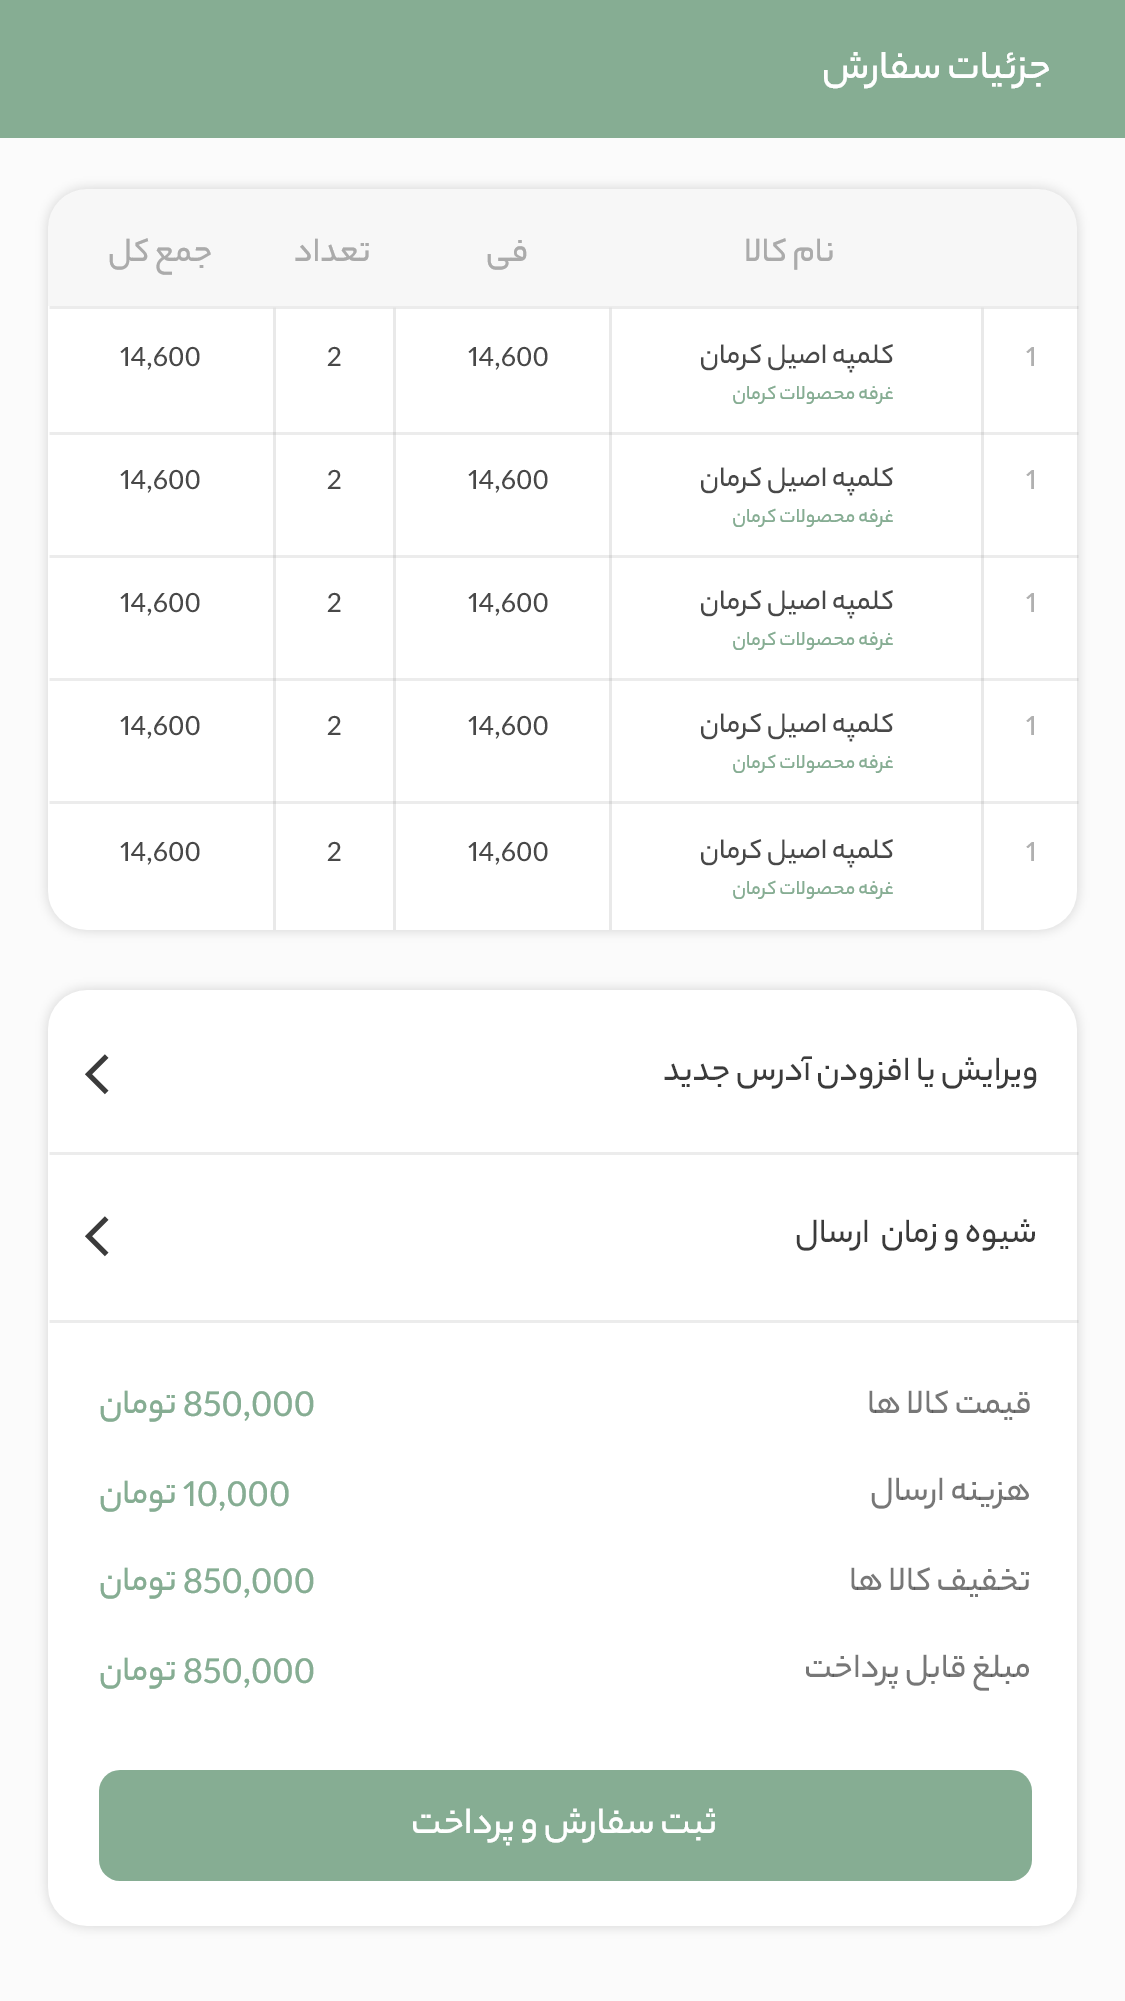 جزئیات سفارش
نام کالا فی تعداد جمع کل
1 کلمپه اصیل کرمان 14,600 2 14,600
غرفه محصولات کرمان
1 کلمپه اصیل کرمان 14,600 2 14,600
غرفه محصولات کرمان
1 کلمپه اصیل کرمان 14,600 2 14,600
غرفه محصولات کرمان
1 کلمپه اصیل کرمان 14,600 2 14,600
غرفه محصولات کرمان
1 کلمپه اصیل کرمان 14,600 2 14,600
غرفه محصولات کرمان
ویرایش یا افزودن آدرس جدید
شیوه و زمان ارسال
قیمت کالا ها 850,000 تومان
هزینه ارسال 10,000 تومان
تخفیف کالا ها 850,000 تومان
مبلغ قابل پرداخت 850,000 تومان
ثبت سفارش و پرداخت